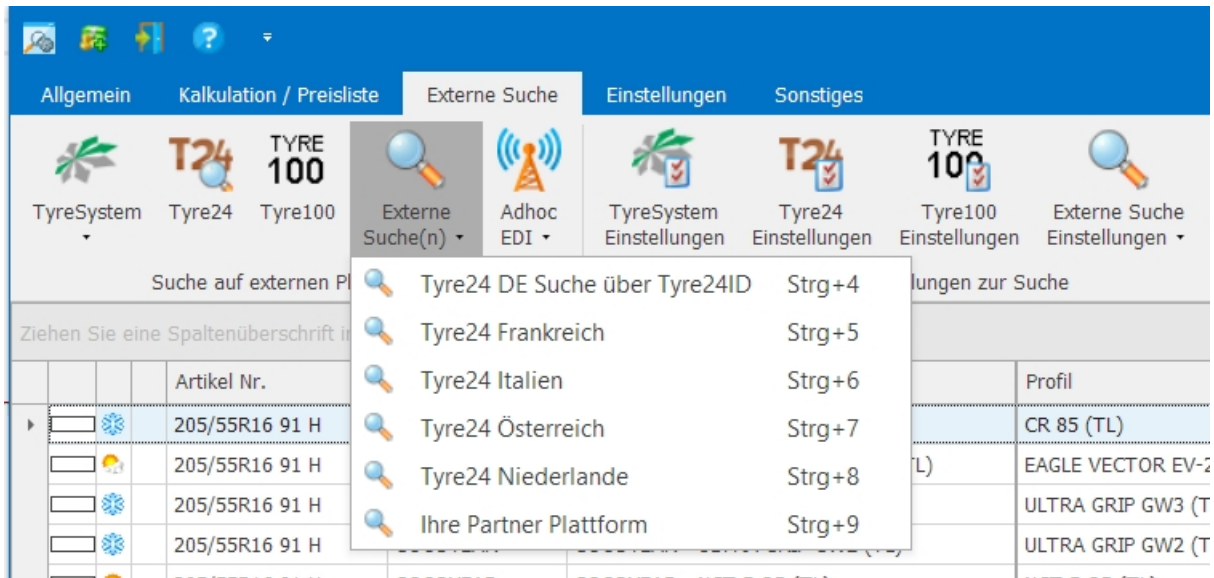 Allgemein Kalkulation / Preisliste Externe Suche Einstellungen Sonstiges
T24 TYRE 100 T24 TYRE 100
TyreSystem Tyre24 Tyre100 Externe Suche(n) Adhoc EDI TyreSystem Einstellungen Tyre24 Einstellungen Tyre100 Einstellungen Externe Suche Einstellungen
Suche auf externen zur Suche
Tyre24 DE Suche über Tyre24ID Strg+4
Ziehen Sie eine Spaltenüberschrift
Tyre24 Frankreich Strg+5
Tyre24 Italien Strg+6
Artikel Nr. Profil
Tyre24 Österreich Strg+7
205/55R16 91 H CR 85 (TL)
Tyre24 Niederlande Strg+8
205/55R16 91 H EAGLE VECTOR
Ihre Partner Plattform Strg+9
205/55R16 91 H ULTRA GRIP GW3
205/55R16 91 H ULTRA GRIP GW2